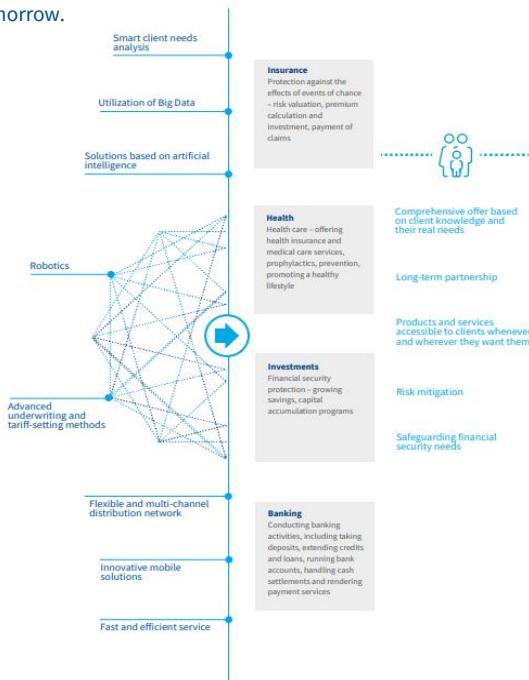 morrow.
Smart client needs
analysis
Utilization of Big Data
Solutions based on artificial
intelligence
Robotics
Advanced
underwriting and
tariff-setting methods
Flexible and multi-channel
distribution network
Innovative mobile
solutions
Fast and efficient service
Insurance
Protection against the
effects of events of chance
– risk valuation, premium
calculation and
investment, payment of
claims
Health
Health care – offering
health insurance and
medical care services,
prophylactics, prevention,
promoting a healthy
lifestyle
Investments
Financial security
protection – growing
savings, capital
accumulation programs
Banking
Conducting banking
activities, including taking
deposits, extending credits
and loans, running bank
accounts, handling cash
settlements and rendering
payment services
Comprehensive offer based
on client knowledge and
their real needs
Long-term partnership
Products and services
accessible to clients whenever
and wherever they want them
Risk mitigation
Safeguarding financial
security needs